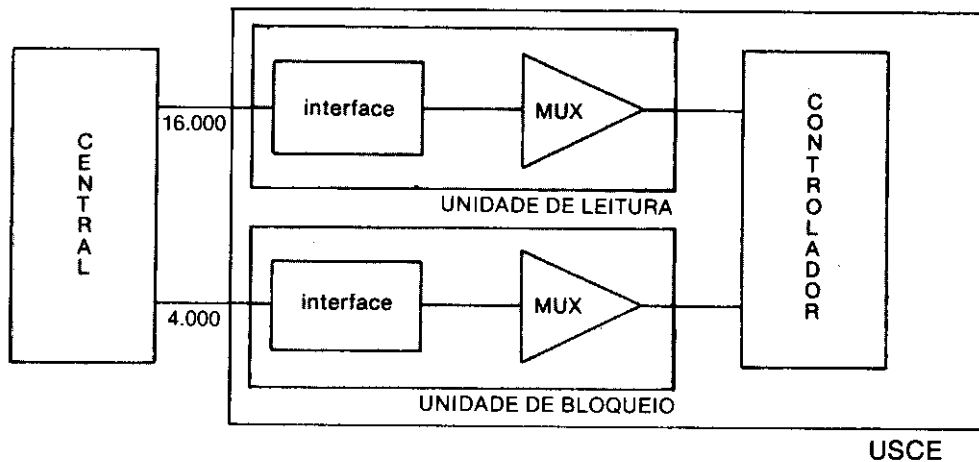 CENTRAL
16.000
interface
MUX
UNIDADE DE LEITURA
4.000
interface
MUX
UNIDADE DE BLOQUEIO
CONTROLADOR
USCE